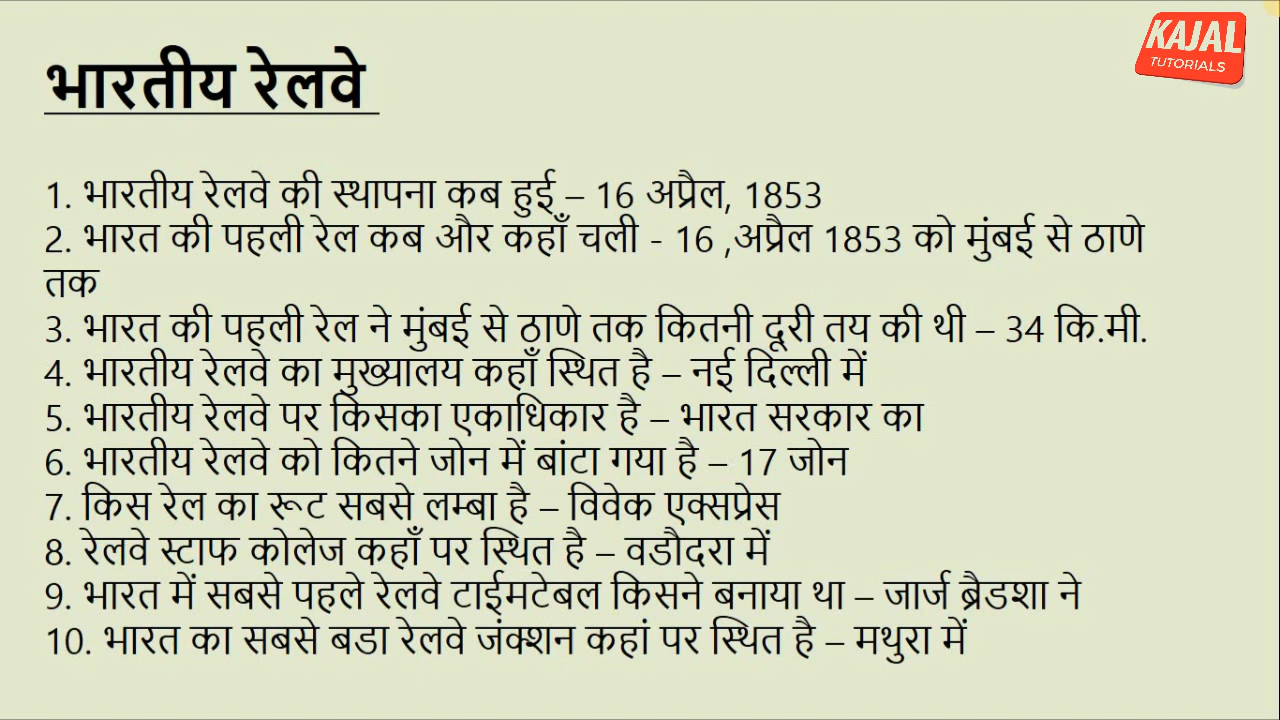 KAJAL
TUTORIALS
भारतीय रेलवे
1. भारतीय रेलवे की स्थापना कब हुई – 16 अप्रैल, 1853
2. भारत की पहली रेल कब और कहाँ चली - 16 ,अप्रैल 1853 को मुंबई से ठाणे
तक
3. भारत की पहली रेल ने मुंबई से ठाणे तक कितनी दूरी तय की थी – 34 कि.मी.
4. भारतीय रेलवे का मुख्यालय कहाँ स्थित है – नई दिल्ली में
5. भारतीय रेलवे पर किसका एकाधिकार है – भारत सरकार का
6. भारतीय रेलवे को कितने जोन में बांटा गया है – 17 जोन
7. किस रेल का रूट सबसे लम्बा है – विवेक एक्सप्रेस
8. रेलवे स्टाफ कोलेज कहाँ पर स्थित है – वडौदरा में
9. भारत में सबसे पहले रेलवे टाईमटेबल किसने बनाया था – जार्ज ब्रैडशा ने
10. भारत का सबसे बडा रेलवे जंक्शन कहां पर स्थित है – मथुरा में